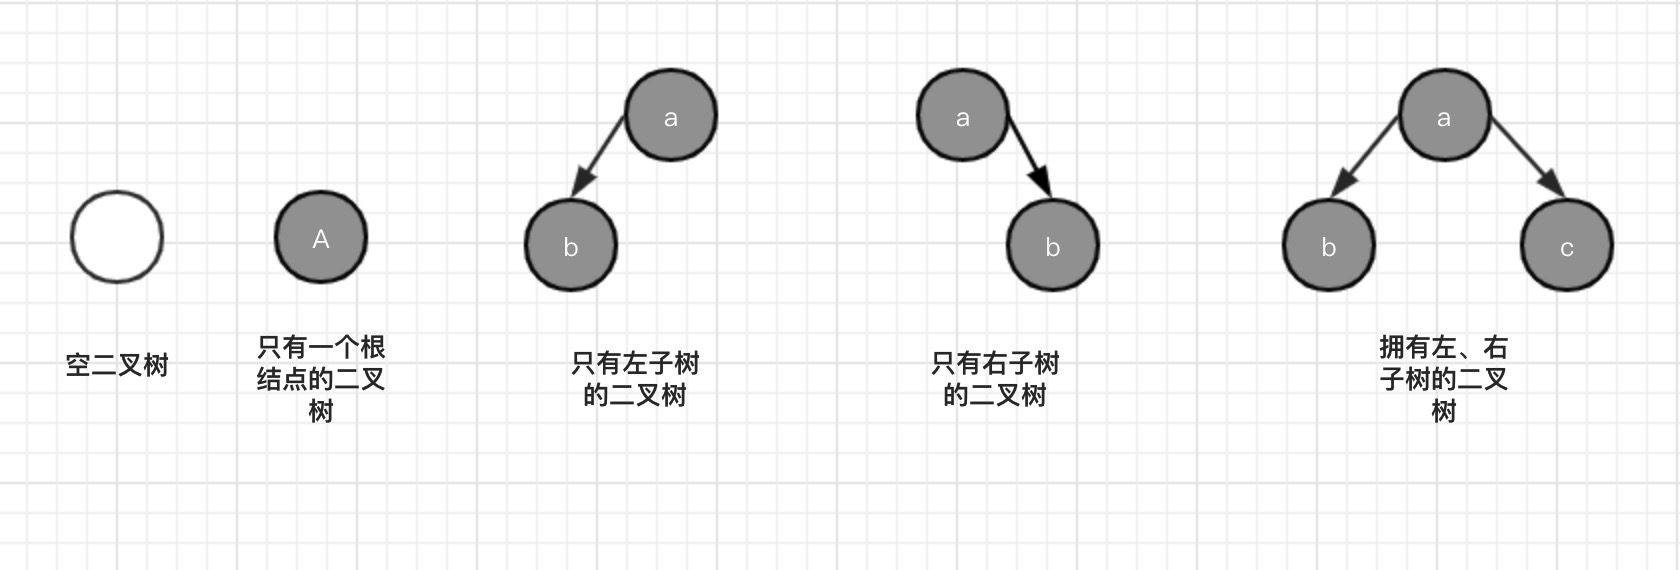 A
a
b
a
b
a
b
c
空二叉树
只有一个根
结点的二叉
树
只有左子树
的二叉树
只有右子树
的二叉树
拥有左、右
子树的二叉
树